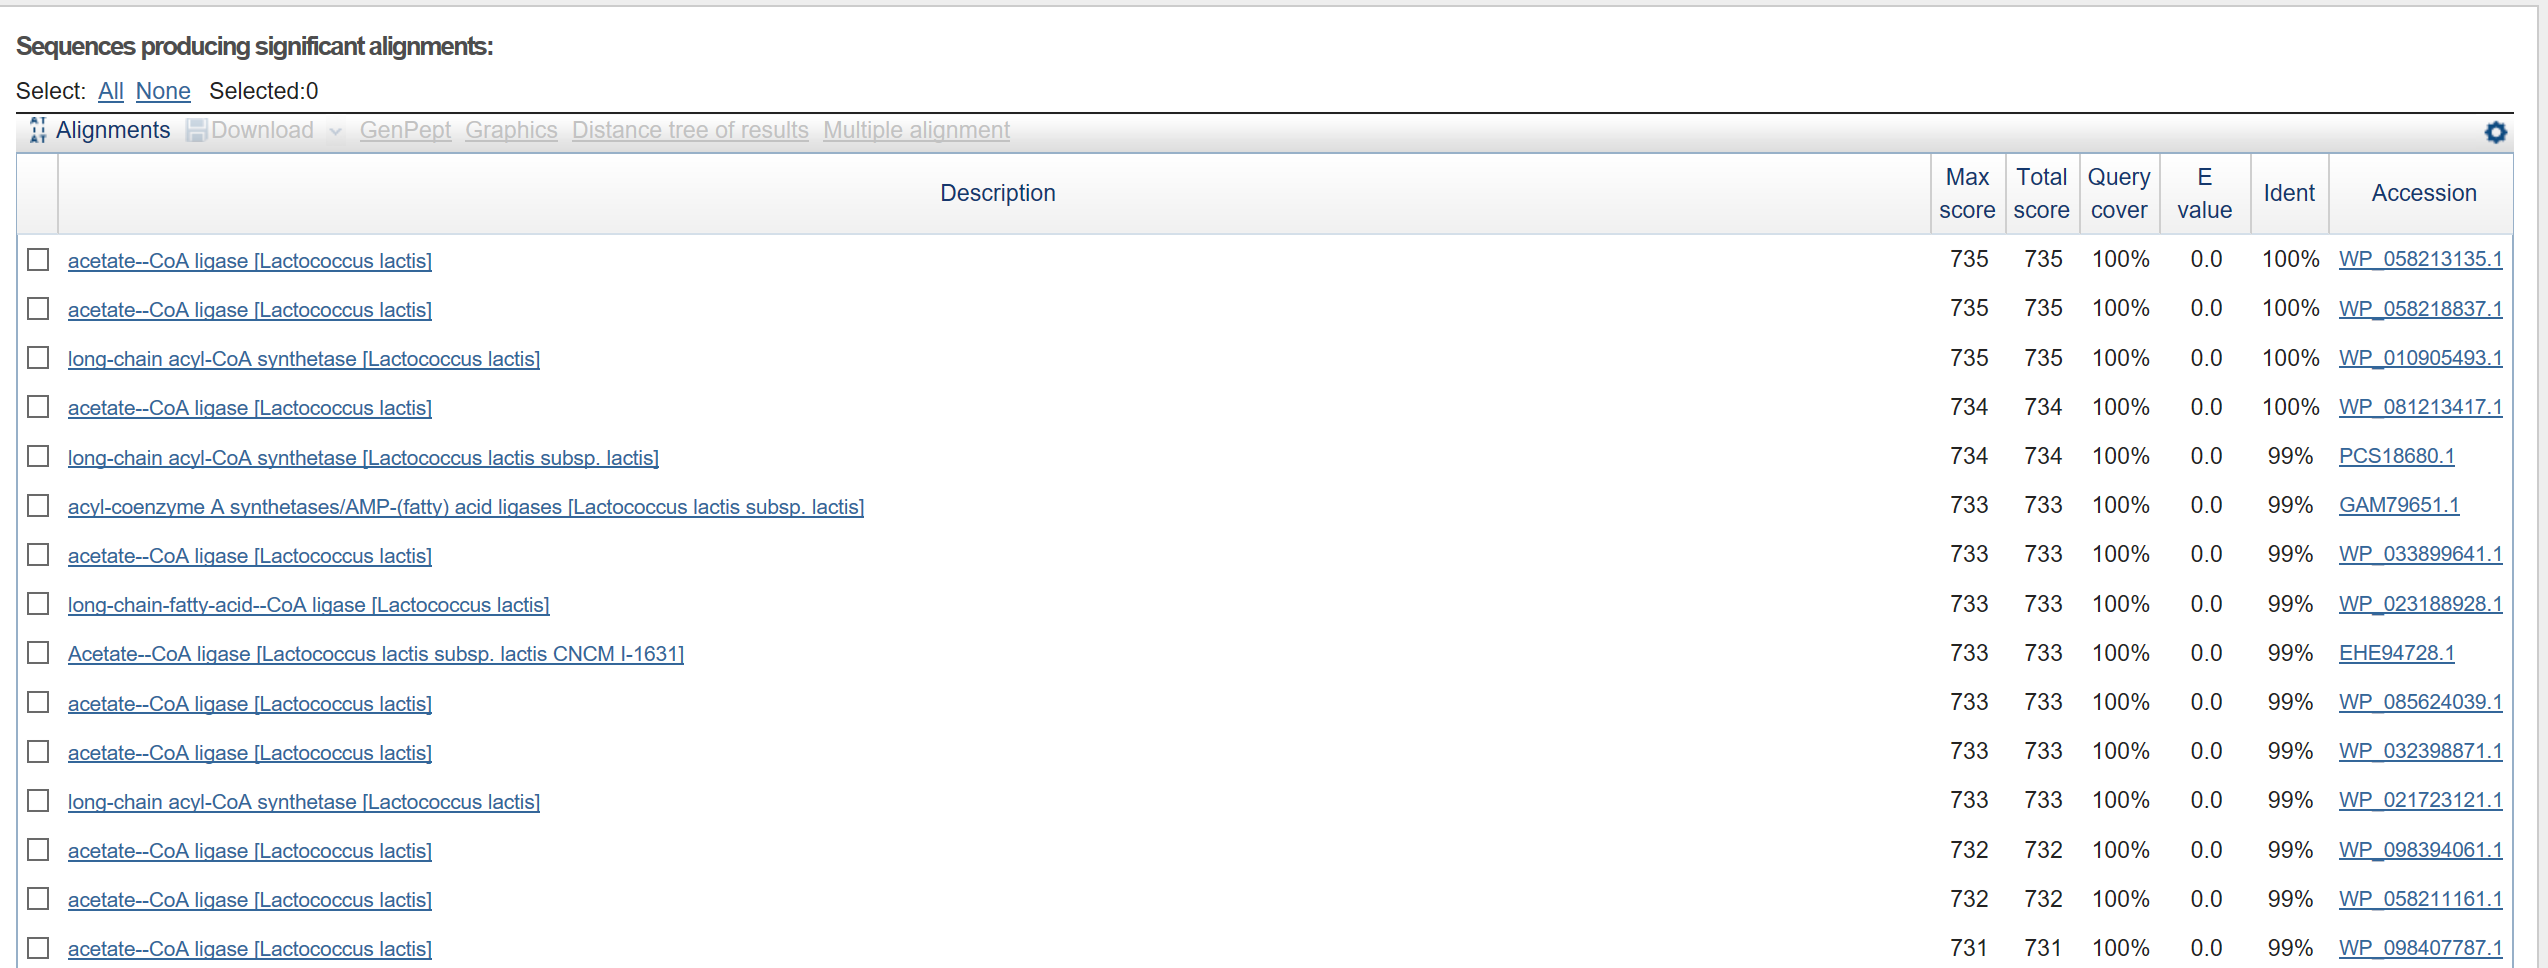 Sequences producing significant alignments:
Select: All None Selected:0
Alignments Download GenPept Graphics Distance tree of results Multiple alignment
Description Max score Total score Query cover E value Ident Accession
acetate--CoA ligase [Lactococcus lactis] 735 735 100% 0.0 100% WP_058213135.1
acetate--CoA ligase [Lactococcus lactis] 735 735 100% 0.0 100% WP_058218837.1
long-chain acyl-CoA synthetase [Lactococcus lactis] 735 735 100% 0.0 100% WP_010905493.1
acetate--CoA ligase [Lactococcus lactis] 734 734 100% 0.0 100% WP_081213417.1
long-chain acyl-CoA synthetase [Lactococcus lactis subsp. lactis] 734 734 100% 0.0 99% PCS18680.1
acyl-coenzyme A synthetases/AMP-(fatty) acid ligases [Lactococcus lactis subsp. lactis] 733 733 100% 0.0 99% GAM79651.1
acetate--CoA ligase [Lactococcus lactis] 733 733 100% 0.0 99% WP_033899641.1
long-chain-fatty-acid--CoA ligase [Lactococcus lactis] 733 733 100% 0.0 99% WP_023188928.1
Acetate--CoA ligase [Lactococcus lactis subsp. lactis CNCM I-1631] 733 733 100% 0.0 99% EHE94728.1
acetate--CoA ligase [Lactococcus lactis] 733 733 100% 0.0 99% WP_085624039.1
acetate--CoA ligase [Lactococcus lactis] 733 733 100% 0.0 99% WP_032398871.1
long-chain acyl-CoA synthetase [Lactococcus lactis] 733 733 100% 0.0 99% WP_021723121.1
acetate--CoA ligase [Lactococcus lactis] 732 732 100% 0.0 99% WP_098394061.1
acetate--CoA ligase [Lactococcus lactis] 732 732 100% 0.0 99% WP_058211161.1
acetate--CoA ligase [Lactococcus lactis] 731 731 100% 0.0 99% WP_098407787.1